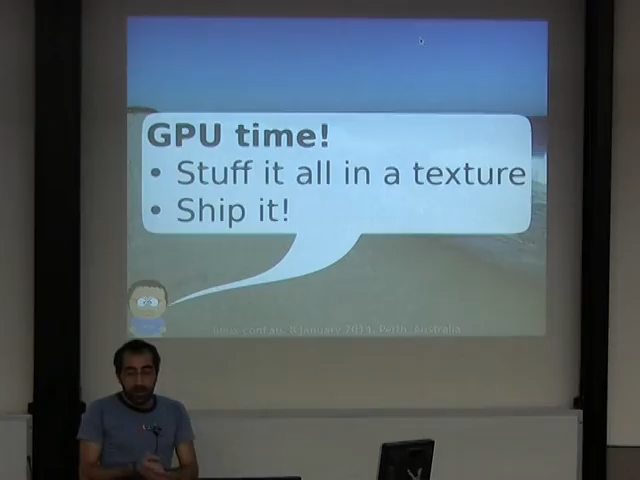 GPU time!
• Stuff it all in a texture
• Ship it!
linux.conf.au, 8 January 2014, Perth, Australia